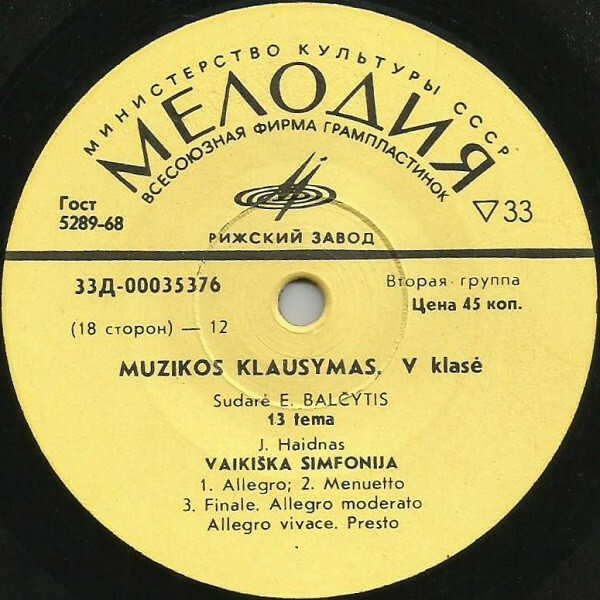 МИНИСТЕРСТВО КУЛЬТУРЫ СССР
МЕЛОДИЯ
ВСЕСОЮЗНАЯ ФИРМА ГРАМПЛАСТИНОК
Гост
5289-68
▽33
РИЖСКИЙ ЗАВОД
33Д-00035376
Вторая группа
Цена 45 коп.
(18 сторон) — 12
MUZIKOS KLAUSYMAS, V klasė
Sudarė E. BALČYTIS
13 tema
J. Haidnas
VAIKIŠKA SIMFONIJA
1. Allegro; 2. Menuetto
3. Finale. Allegro moderato
Allegro vivace. Presto